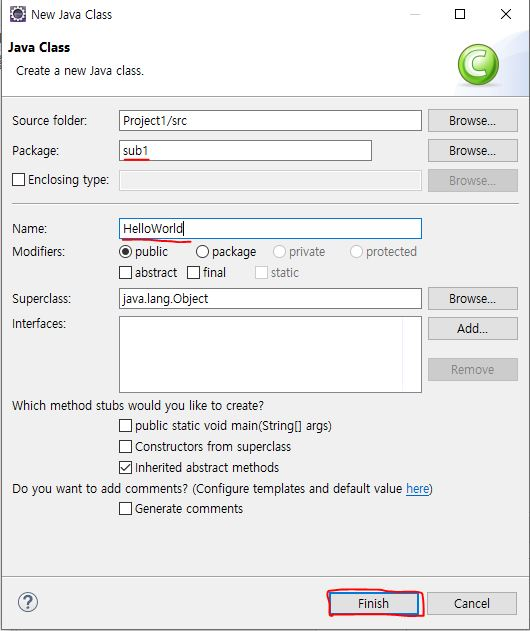 New Java Class
Java Class
Create a new Java class.
C
Source folder: Project1/src Browse...
Package: sub1 Browse...
Enclosing type: Browse...
Name: HelloWorld
Modifiers: public package private protected
abstract final static
Superclass: java.lang.Object Browse...
Interfaces: Add...
Remove
Which method stubs would you like to create?
public static void main(String[] args)
Constructors from superclass
Inherited abstract methods
Do you want to add comments? (Configure templates and default value here)
Generate comments
? Finish Cancel